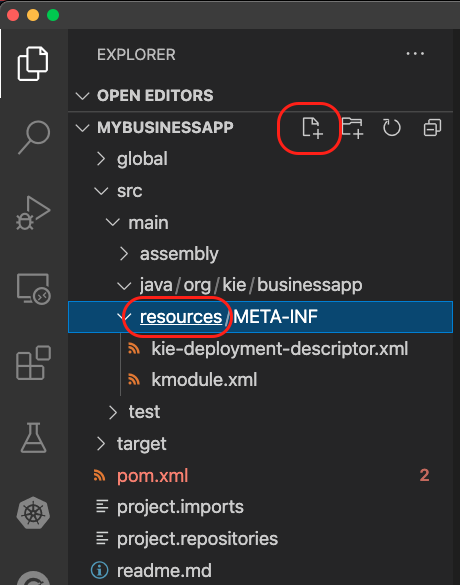 EXPLORER
OPEN EDITORS
MYBUSINESSAPP
global
src
main
assembly
java/org/kie/businessapp
resources/META-INF
kie-deployment-descriptor.xml
kmodule.xml
test
target
pom.xml 2
project.imports
project.repositories
readme.md